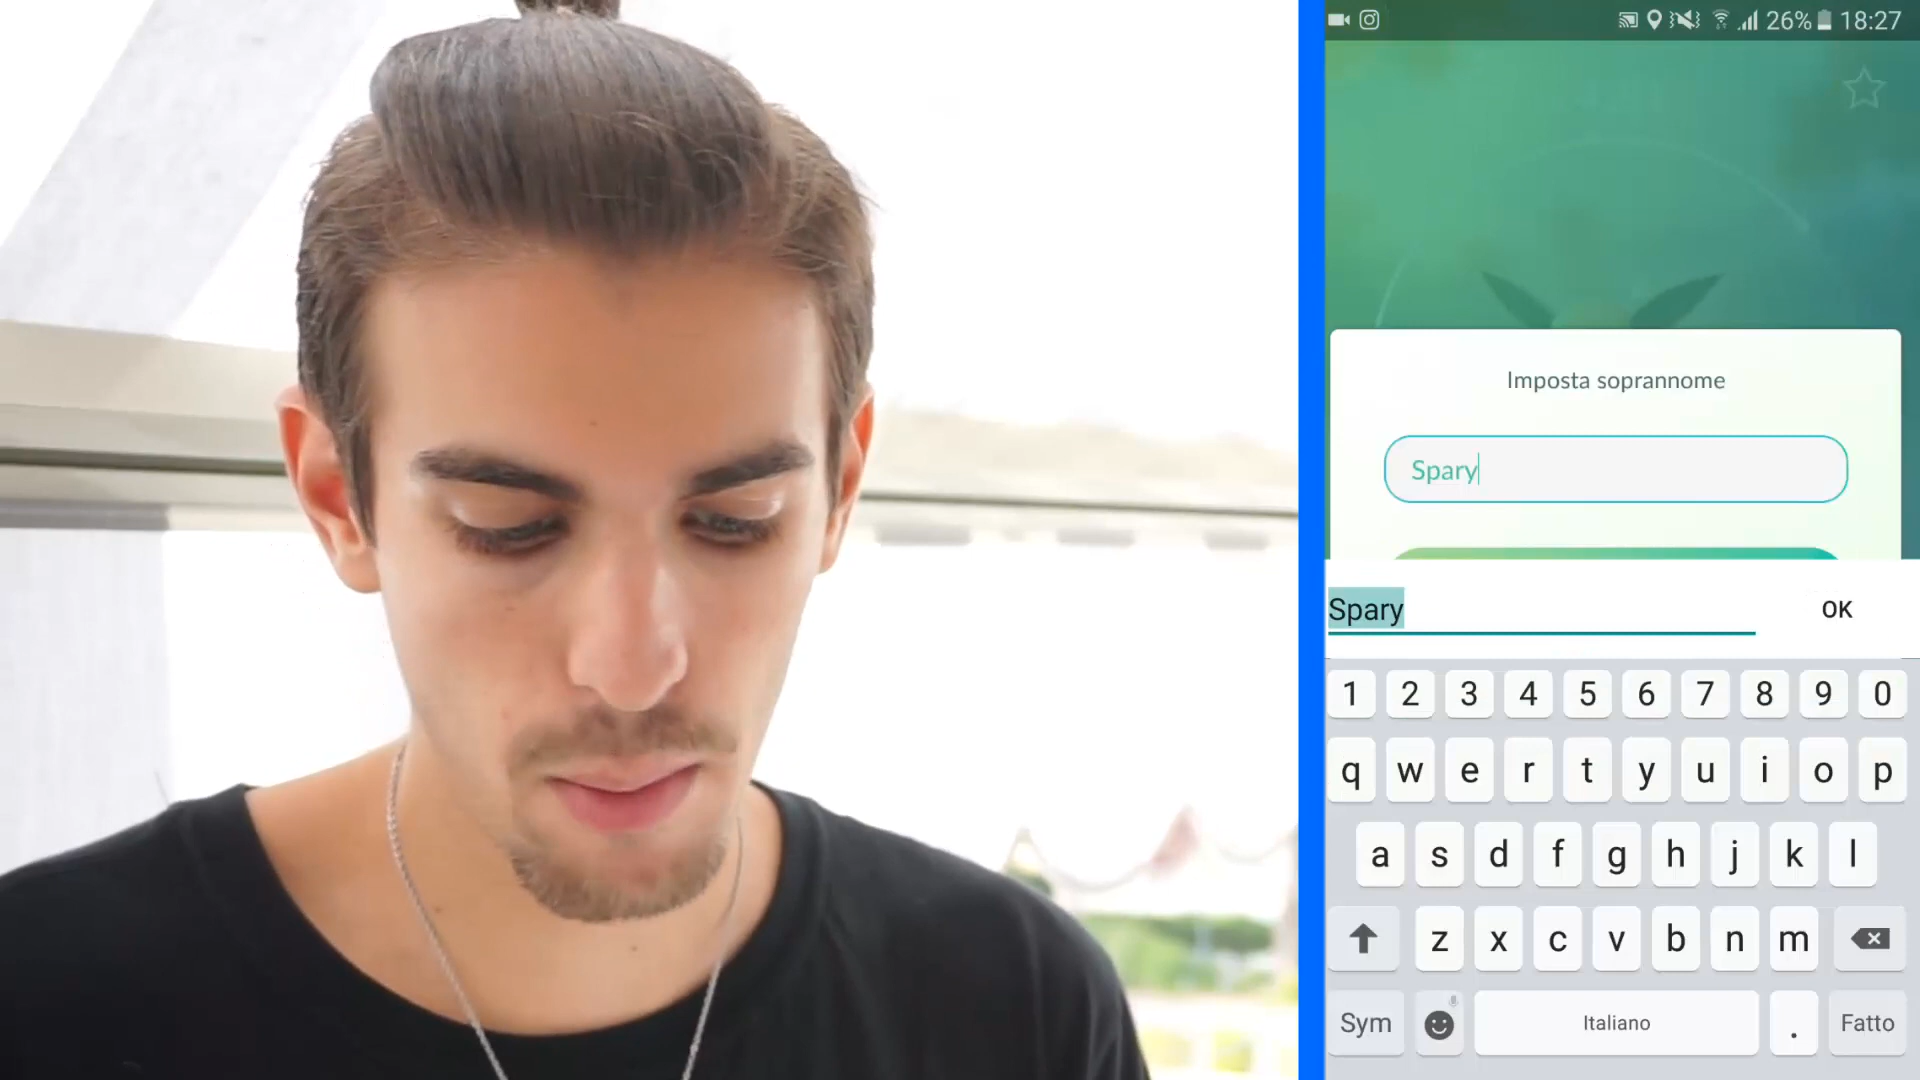 26% 18:27
Imposta soprannome
Spary
Spary OK
1 2 3 4 5 6 7 8 9 0
q w e r t y u i o p
a s d f g h j k l
z x c v b n m
Sym Italiano . Fatto